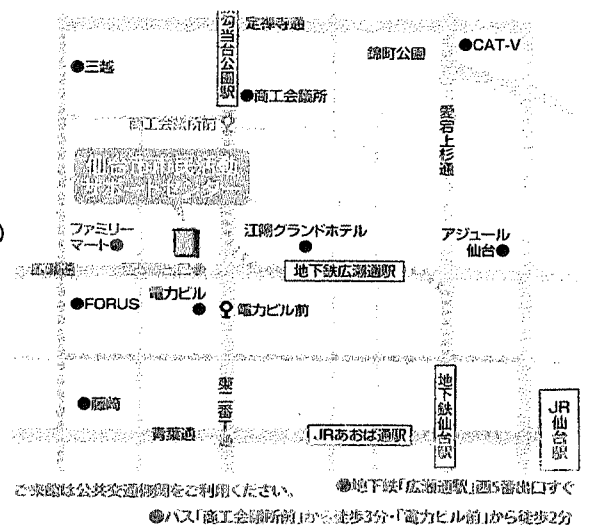 定禅寺通
勾当台公園駅
錦町公園
●CAT-V
●三越
●商工会議所
商工会議所前
愛宕上杉通
仙台市市民活動
サポートセンター
ファミリー
マート●
江陽グランドホテル
アジュール
仙台●
広瀬通
地下鉄広瀬通駅
●FORUS
電力ビル
電力ビル前
●藤崎
東二番丁通
地下鉄仙台駅
JR仙台駅
青葉通
JRあおば通駅
ご来館は公共交通機関をご利用ください。
●地下鉄「広瀬通駅」西5番出口すぐ
●バス「商工会議所前」から徒歩3分・「電力ビル前」から徒歩2分